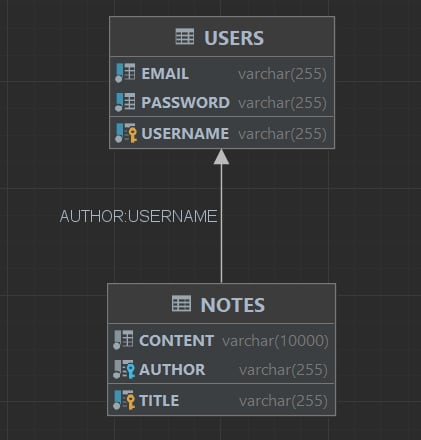 USERS
EMAIL varchar(255)
PASSWORD varchar(255)
USERNAME varchar(255)
AUTHOR:USERNAME
NOTES
CONTENT varchar(10000)
AUTHOR varchar(255)
TITLE varchar(255)